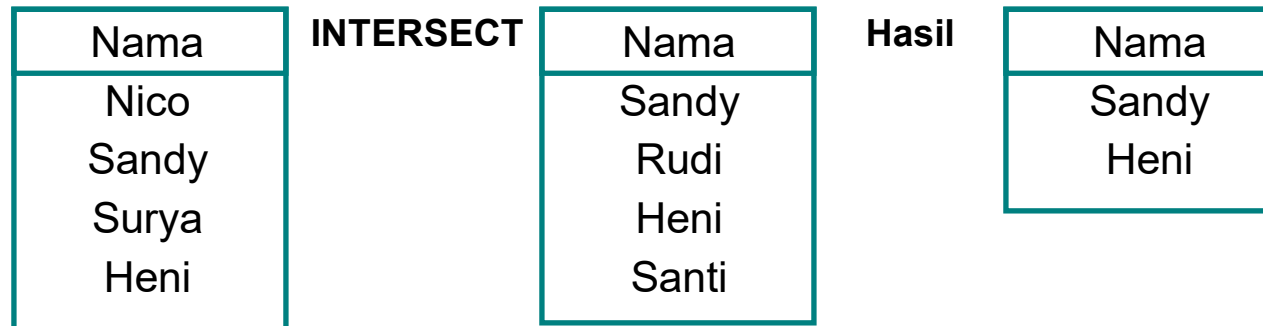 Nama INTERSECT Nama Hasil Nama
Nico Sandy Sandy
Sandy Rudi Heni
Surya Heni
Heni Santi